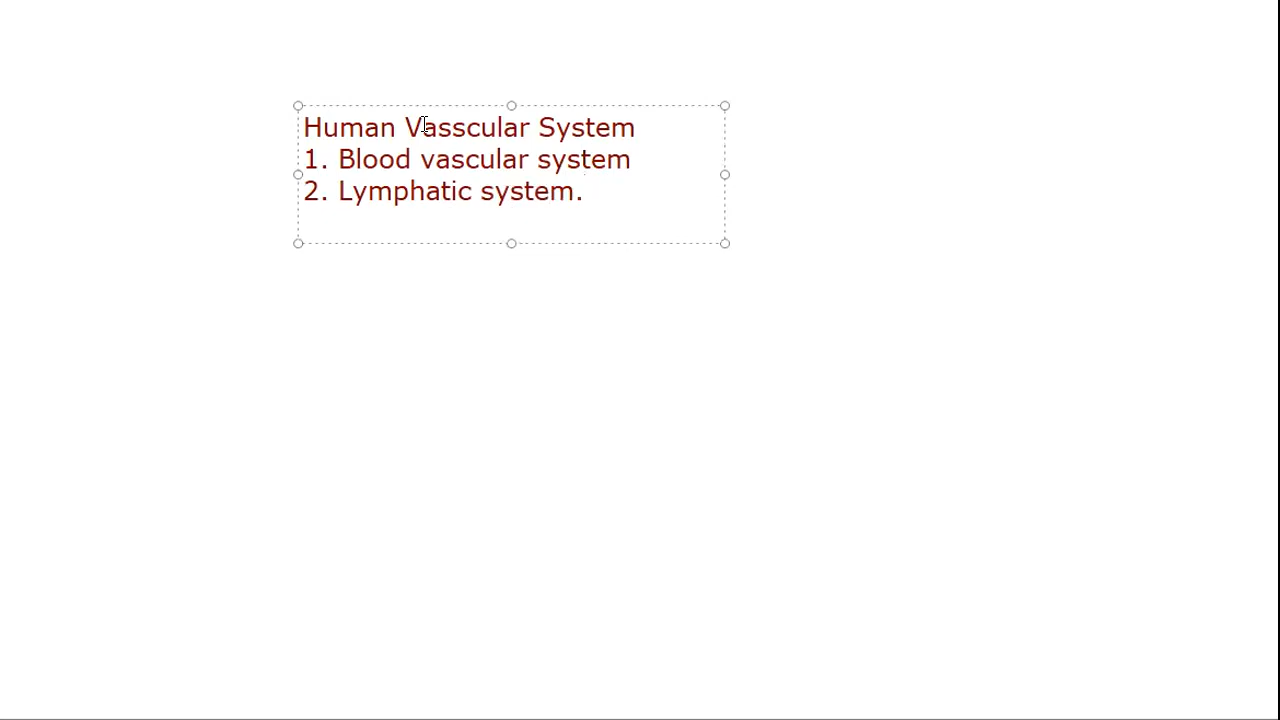 Human Vasscular System
1. Blood vascular system
2. Lymphatic system.